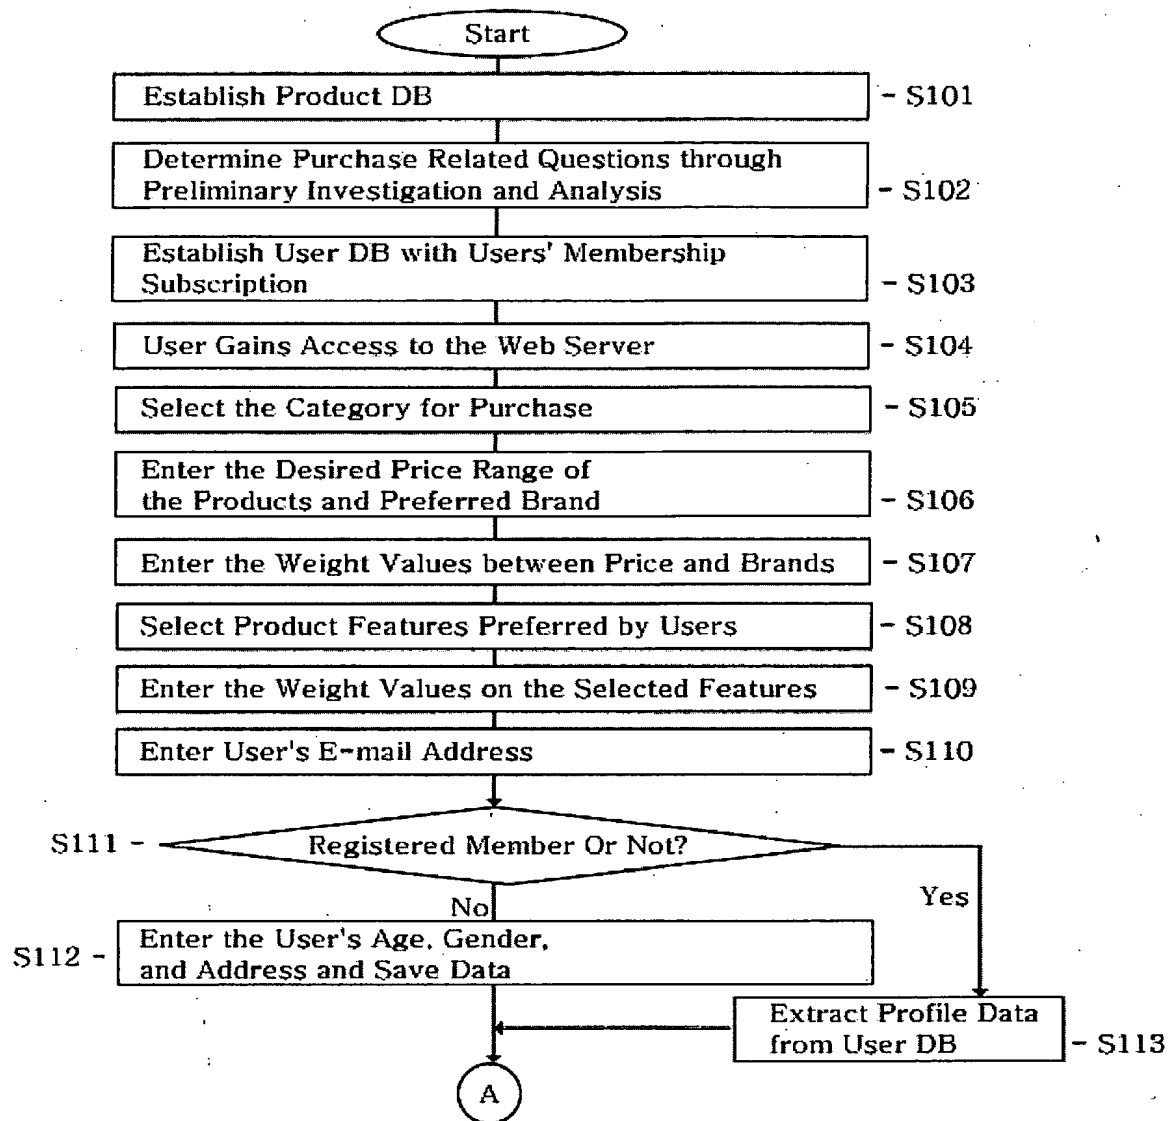 Start
Establish Product DB
- S101
Determine Purchase Related Questions through
Preliminary Investigation and Analysis
- S102
Establish User DB with Users' Membership
Subscription
- S103
User Gains Access to the Web Server
- S104
Select the Category for Purchase
- S105
Enter the Desired Price Range of
the Products and Preferred Brand
- S106
Enter the Weight Values between Price and Brands
- S107
Select Product Features Preferred by Users
- S108
Enter the Weight Values on the Selected Features
- S109
Enter User's E-mail Address
- S110
S111 -
Registered Member Or Not?
Yes
No
S112 -
Enter the User's Age, Gender,
and Address and Save Data
Extract Profile Data
from User DB
- S113
A